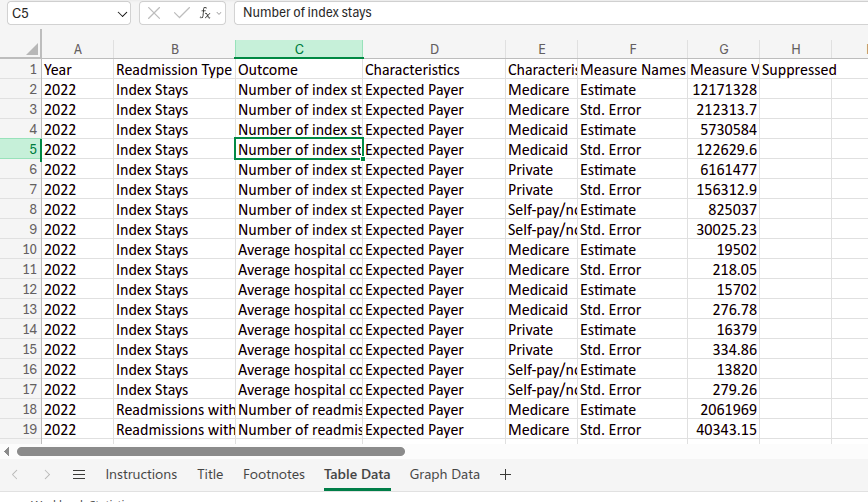 C5 fx Number of index stays
A B C D E F G H
1 Year Readmission Type Outcome Characteristics Characteris Measure Names Measure V Suppressed
2 2022 Index Stays Number of index st Expected Payer Medicare Estimate 12171328
3 2022 Index Stays Number of index st Expected Payer Medicare Std. Error 212313.7
4 2022 Index Stays Number of index st Expected Payer Medicaid Estimate 5730584
5 2022 Index Stays Number of index st Expected Payer Medicaid Std. Error 122629.6
6 2022 Index Stays Number of index st Expected Payer Private Estimate 6161477
7 2022 Index Stays Number of index st Expected Payer Private Std. Error 156312.9
8 2022 Index Stays Number of index st Expected Payer Self-pay/no Estimate 825037
9 2022 Index Stays Number of index st Expected Payer Self-pay/no Std. Error 30025.23
10 2022 Index Stays Average hospital co Expected Payer Medicare Estimate 19502
11 2022 Index Stays Average hospital co Expected Payer Medicare Std. Error 218.05
12 2022 Index Stays Average hospital co Expected Payer Medicaid Estimate 15702
13 2022 Index Stays Average hospital co Expected Payer Medicaid Std. Error 276.78
14 2022 Index Stays Average hospital co Expected Payer Private Estimate 16379
15 2022 Index Stays Average hospital co Expected Payer Private Std. Error 334.86
16 2022 Index Stays Average hospital co Expected Payer Self-pay/no Estimate 13820
17 2022 Index Stays Average hospital co Expected Payer Self-pay/no Std. Error 279.26
18 2022 Readmissions with Number of readmis Expected Payer Medicare Estimate 2061969
19 2022 Readmissions with Number of readmis Expected Payer Medicare Std. Error 40343.15
Instructions Title Footnotes Table Data Graph Data +